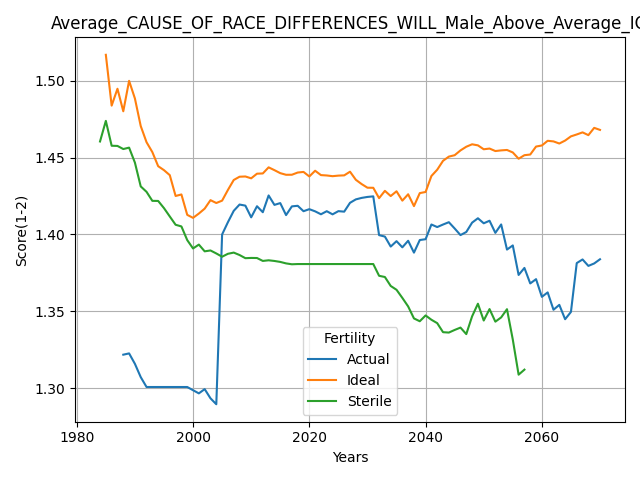 Average_CAUSE_OF_RACE_DIFFERENCES_WILL_Male_Above_Average_IQ
1.50
1.45
1.40
1.35
1.30
Score(1-2)
Fertility
Actual
Ideal
Sterile
1980
2000
2020
2040
2060
Years